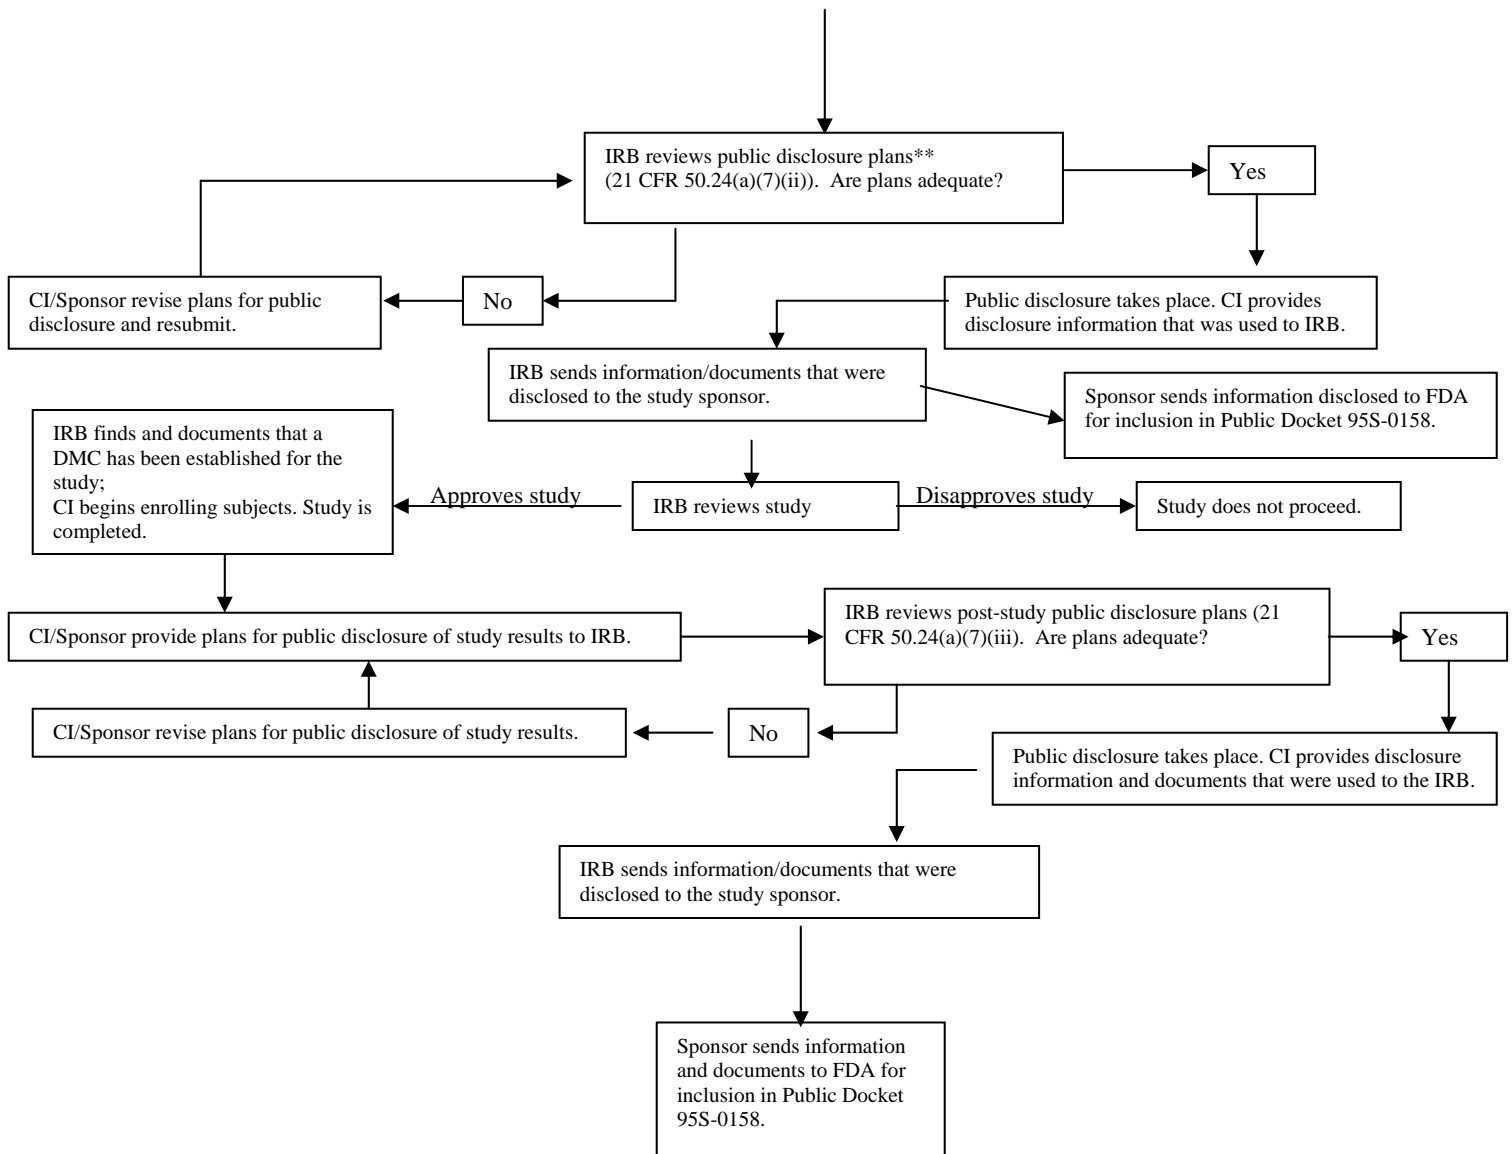 IRB reviews public disclosure plans**
(21 CFR 50.24(a)(7)(ii)).  Are plans adequate?
Yes
CI/Sponsor revise plans for public
disclosure and resubmit.
No
Public disclosure takes place. CI provides
disclosure information that was used to IRB.
IRB sends information/documents that were
disclosed to the study sponsor.
Sponsor sends information disclosed to FDA
for inclusion in Public Docket 95S-0158.
IRB finds and documents that a
DMC has been established for the
study;
CI begins enrolling subjects. Study is
completed.
Approves study
IRB reviews study
Disapproves study
Study does not proceed.
CI/Sponsor provide plans for public disclosure of study results to IRB.
IRB reviews post-study public disclosure plans (21
CFR 50.24(a)(7)(iii).  Are plans adequate?
Yes
CI/Sponsor revise plans for public disclosure of study results.
No
Public disclosure takes place. CI provides disclosure
information and documents that were used to the IRB.
IRB sends information/documents that were
disclosed to the study sponsor.
Sponsor sends information
and documents to FDA for
inclusion in Public Docket
95S-0158.